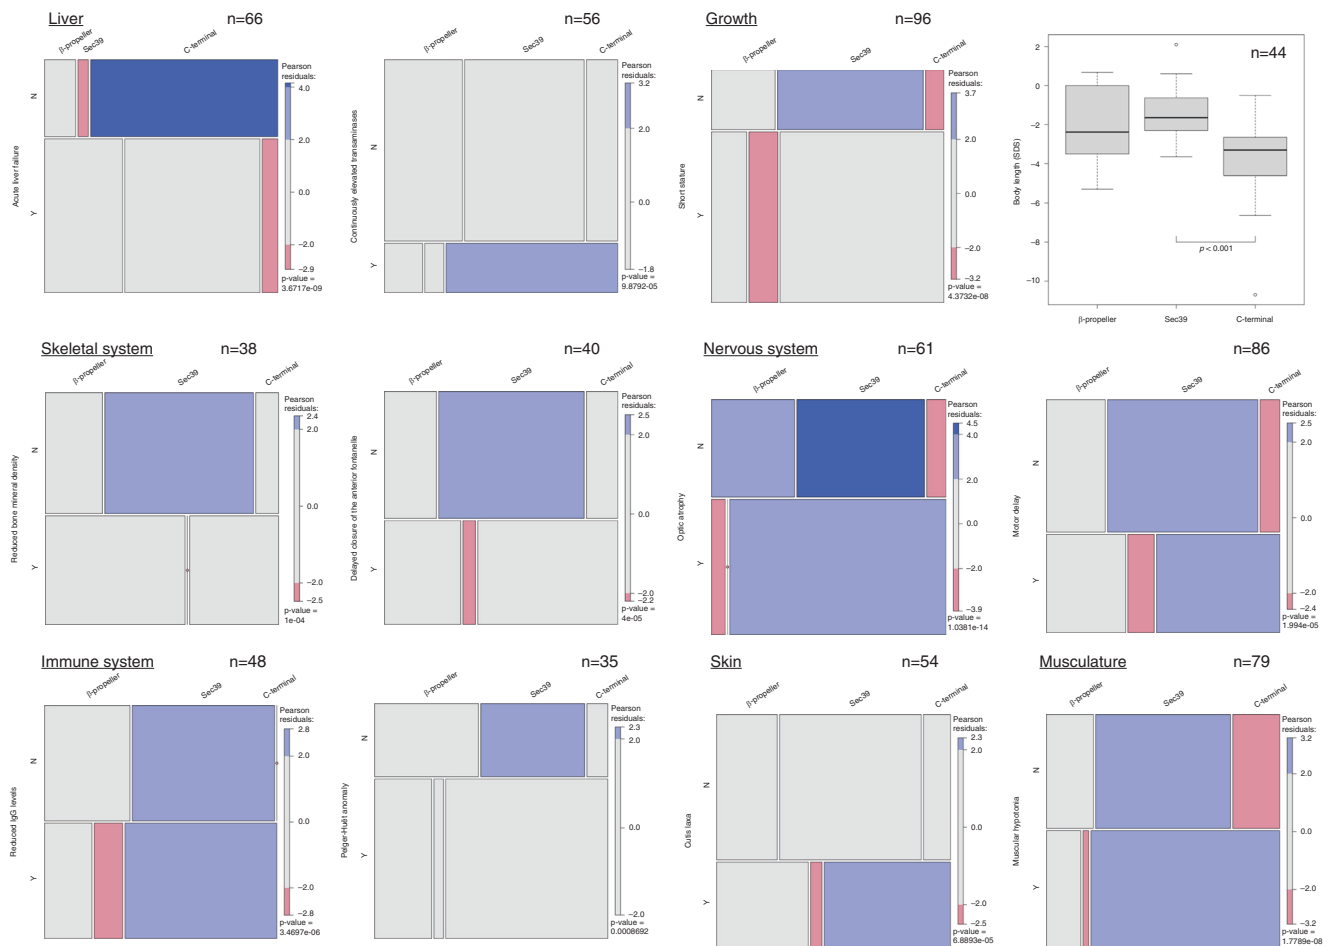 Liver n=66
β-propeller
Sec39
C-terminal
N
Y
Acute liver failure
Pearson
residuals:
4.0
2.0
0.0
−2.0
−2.9
p-value =
3.6717e-09
n=56
β-propeller
Sec39
C-terminal
N
Y
Continuously elevated transaminases
Pearson
residuals:
3.2
2.0
0.0
−1.8
p-value =
9.8792e-05
Growth n=96
β-propeller
Sec39
C-terminal
N
Y
Short stature
Pearson
residuals:
3.7
2.0
0.0
−2.0
−3.2
p-value =
4.3732e-08
n=44
Body length (SDS)
2
0
−2
−4
−6
−8
−10
p < 0.001
β-propeller
Sec39
C-terminal
Skeletal system n=38
β-propeller
Sec39
C-terminal
N
Y
Reduced bone mineral density
Pearson
residuals:
2.4
2.0
0.0
−2.0
−2.5
p-value =
1e-04
n=40
β-propeller
Sec39
C-terminal
N
Y
Delayed closure of the anterior fontanelle
Pearson
residuals:
2.5
2.0
0.0
−2.0
−2.2
p-value =
4e-05
Nervous system n=61
β-propeller
Sec39
C-terminal
N
Y
Optic atrophy
Pearson
residuals:
4.5
4.0
2.0
0.0
−2.0
−3.9
p-value =
1.0381e-14
n=86
β-propeller
Sec39
C-terminal
N
Y
Motor delay
Pearson
residuals:
2.5
2.0
0.0
−2.0
−2.4
p-value =
1.994e-05
Immune system n=48
β-propeller
Sec39
C-terminal
N
Y
Reduced IgG levels
Pearson
residuals:
2.8
2.0
0.0
−2.0
−2.8
p-value =
3.4697e-06
n=35
β-propeller
Sec39
C-terminal
N
Y
Pelger-Huët anomaly
Pearson
residuals:
2.3
2.0
0.0
−2.0
p-value =
0.0008692
Skin n=54
β-propeller
Sec39
C-terminal
N
Y
Cutis laxa
Pearson
residuals:
2.3
2.0
0.0
−2.0
−2.5
p-value =
6.8893e-05
Musculature n=79
β-propeller
Sec39
C-terminal
N
Y
Muscular hypotonia
Pearson
residuals:
3.2
2.0
0.0
−2.0
−3.2
p-value =
1.7789e-08